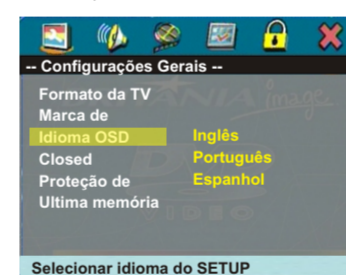 -- Configurações Gerais --
Formato da TV
Marca de
Idioma OSD
Inglês
Closed
Português
Proteção de
Espanhol
Ultima memória
VIDEO
Selecionar idioma do SETUP